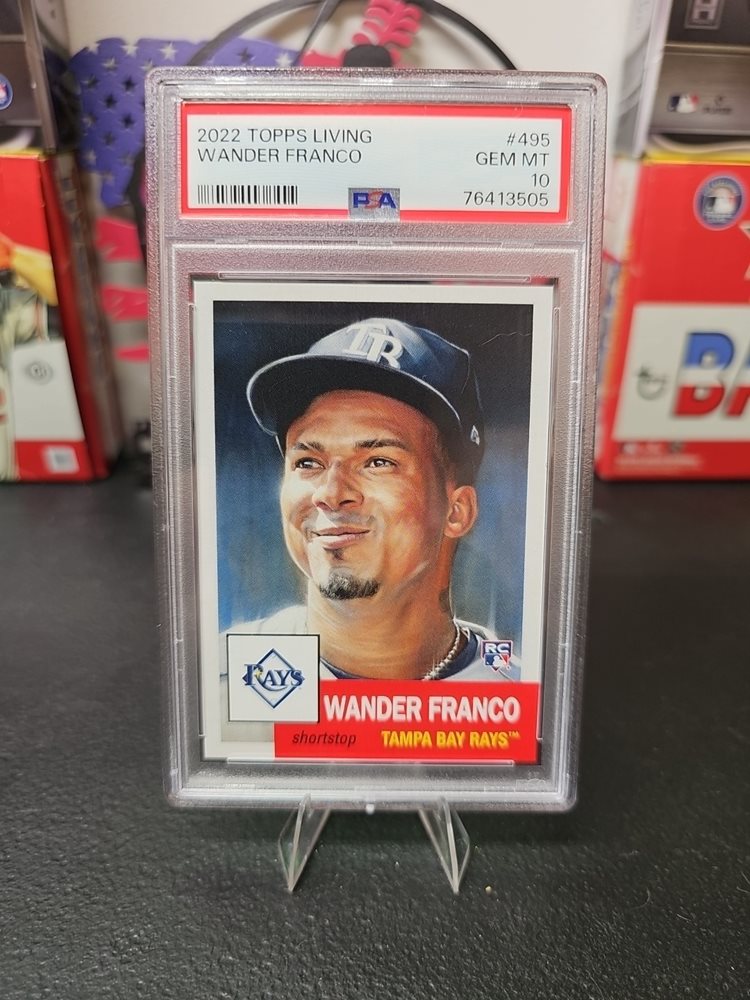 2022 TOPPS LIVING #495
WANDER FRANCO GEM MT
10
PSA 76413505
TR
RC
RAYS
WANDER FRANCO
shortstop TAMPA BAY RAYS™
BA